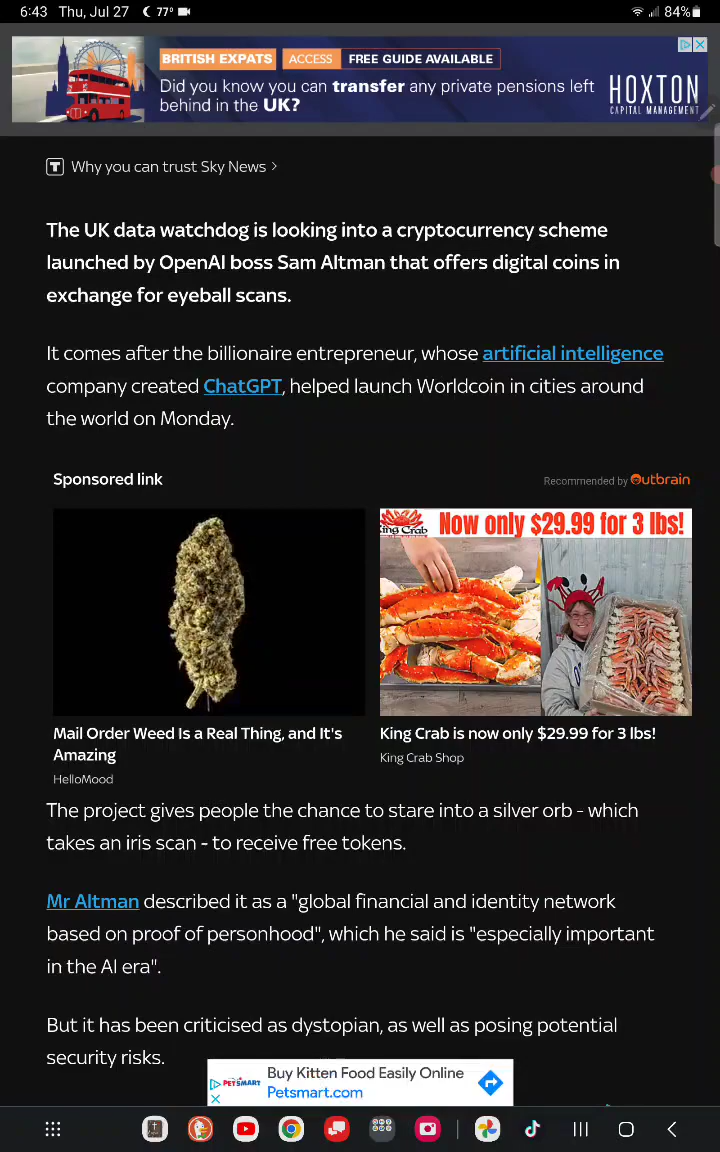 6:43 Thu, Jul 27 77° 84%
BRITISH EXPATS ACCESS FREE GUIDE AVAILABLE
Did you know you can transfer any private pensions left
behind in the UK?
HOXTON
CAPITAL MANAGEMENT
T Why you can trust Sky News >
The UK data watchdog is looking into a cryptocurrency scheme
launched by OpenAI boss Sam Altman that offers digital coins in
exchange for eyeball scans.
It comes after the billionaire entrepreneur, whose artificial intelligence
company created ChatGPT, helped launch Worldcoin in cities around
the world on Monday.
Sponsored link
Recommended by Outbrain
King Crab
Now only $29.99 for 3 lbs!
Mail Order Weed Is a Real Thing, and It's
Amazing
HelloMood
King Crab is now only $29.99 for 3 lbs!
King Crab Shop
The project gives people the chance to stare into a silver orb - which
takes an iris scan - to receive free tokens.
Mr Altman described it as a "global financial and identity network
based on proof of personhood", which he said is "especially important
in the AI era".
But it has been criticised as dystopian, as well as posing potential
security risks.
PETSMART
Buy Kitten Food Easily Online
Petsmart.com